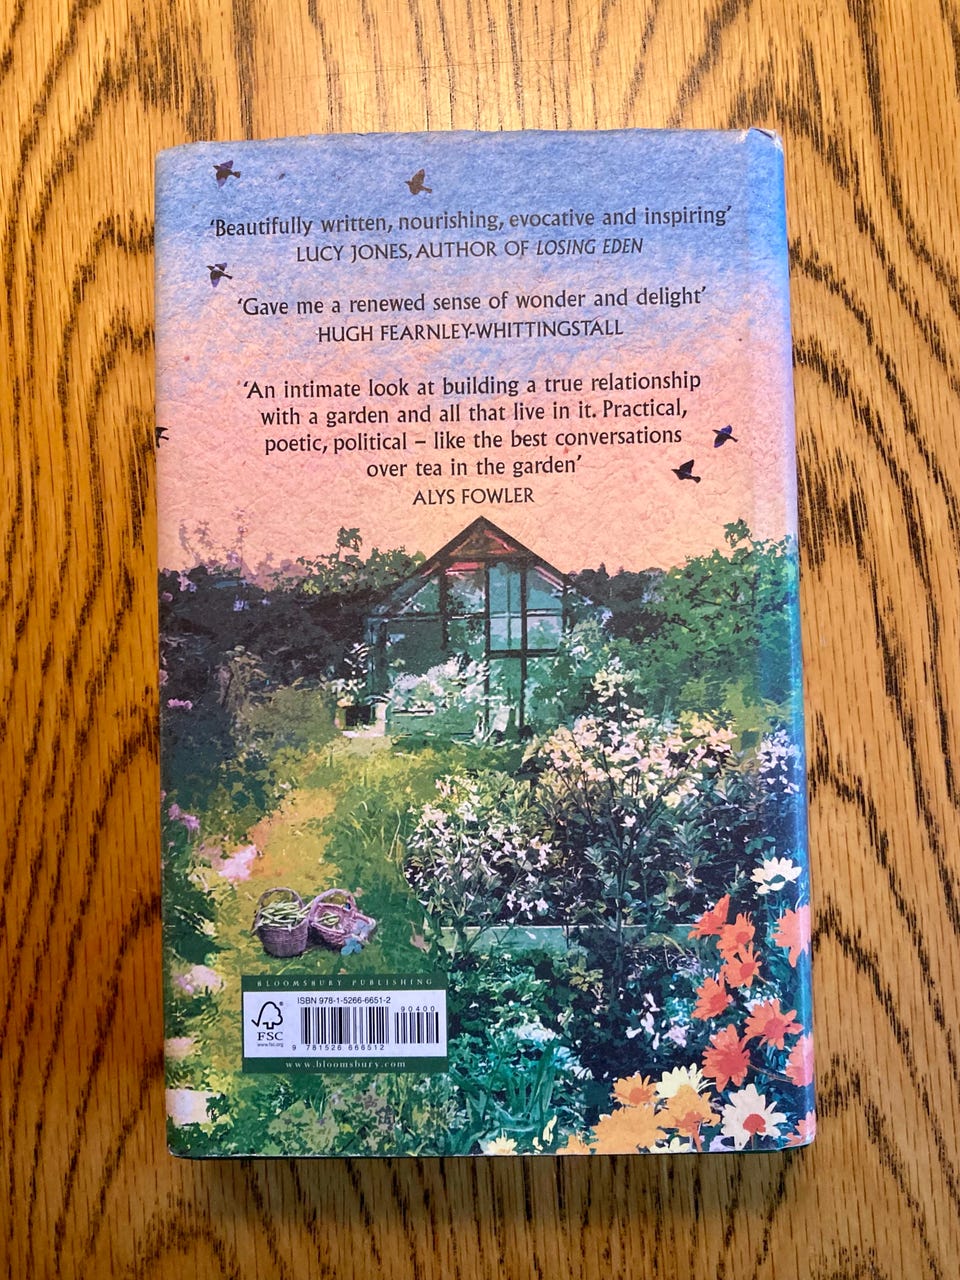 ‘Beautifully written, nourishing, evocative and inspiring’
LUCY JONES, AUTHOR OF LOSING EDEN
‘Gave me a renewed sense of wonder and delight’
HUGH FEARNLEY-WHITTINGSTALL
‘An intimate look at building a true relationship
with a garden and all that live in it. Practical,
poetic, political – like the best conversations
over tea in the garden’
ALYS FOWLER
BLOOMSBURY PUBLISHING
ISBN 978-1-5266-6651-2
90400
FSC
www.fsc.org
9 781526 666512
www.bloomsbury.com